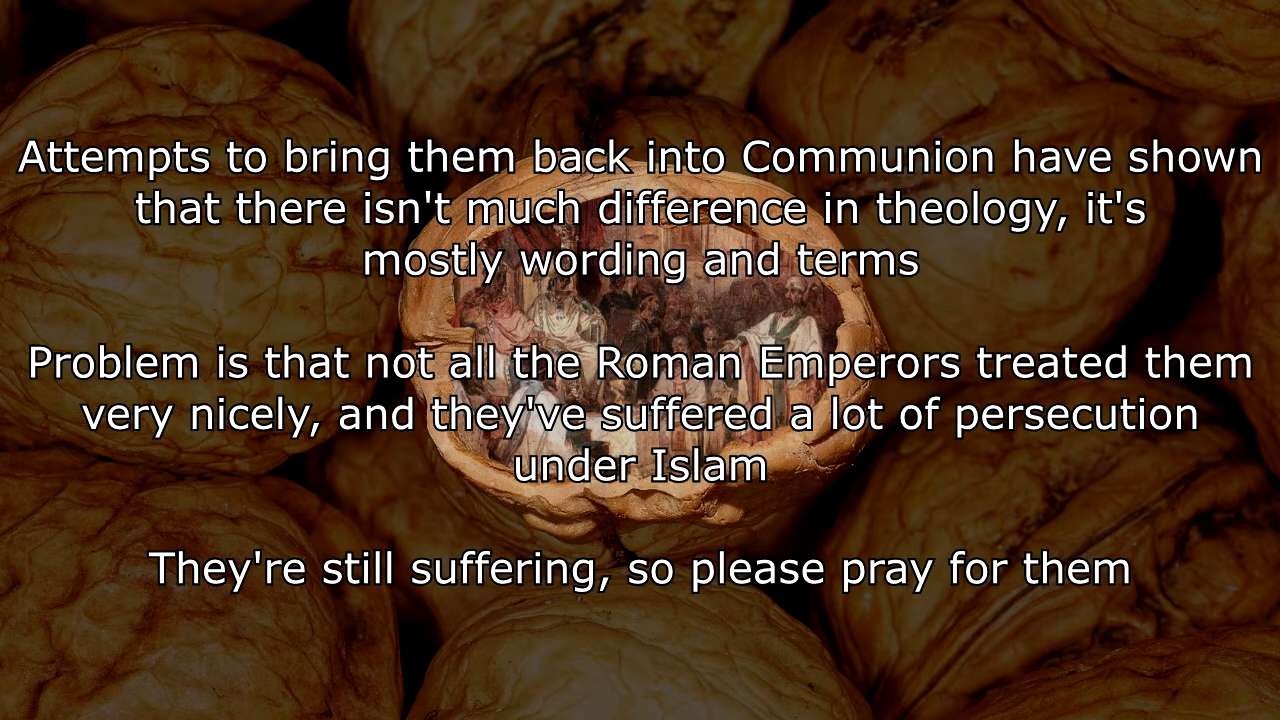 Attempts to bring them back into Communion have shown
that there isn't much difference in theology, it's
mostly wording and terms
Problem is that not all the Roman Emperors treated them
very nicely, and they've suffered a lot of persecution
under Islam
They're still suffering, so please pray for them